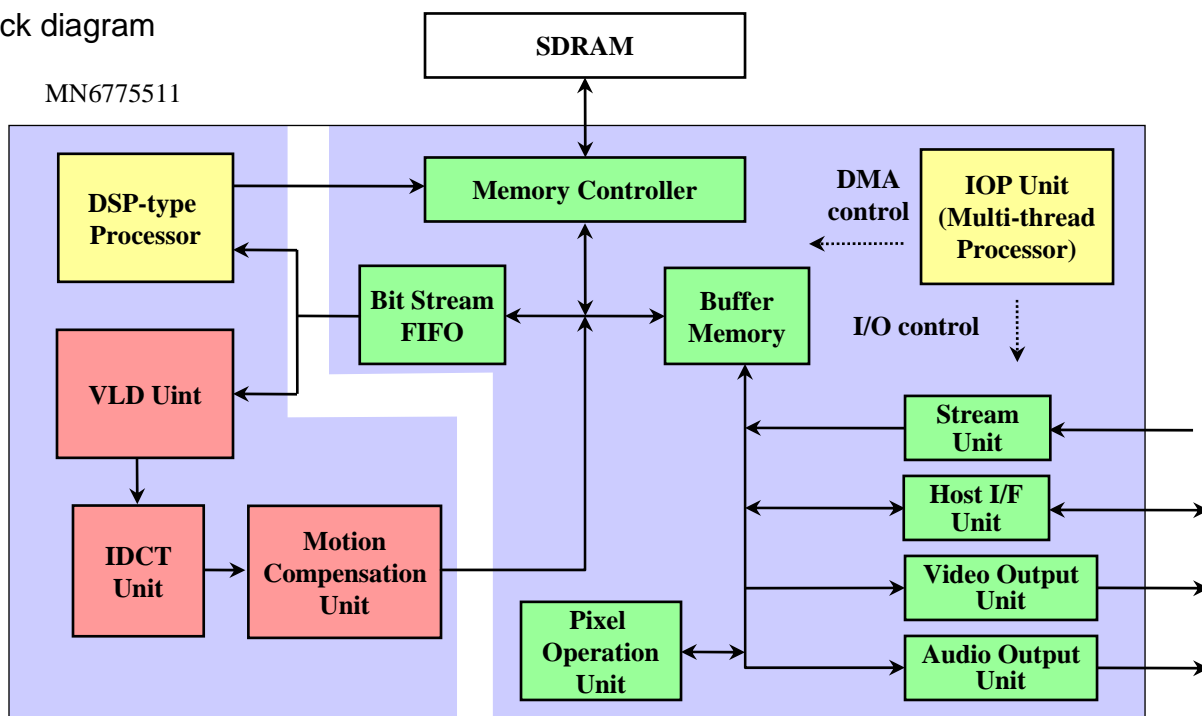 ck diagram
SDRAM
MN6775511
DSP-type
Processor
Memory Controller
DMA
control
IOP Unit
(Multi-thread
Processor)
Bit Stream
FIFO
Buffer
Memory
I/O control
VLD Uint
Stream
Unit
Host I/F
Unit
IDCT
Unit
Motion
Compensation
Unit
Video Output
Unit
Pixel
Operation
Unit
Audio Output
Unit